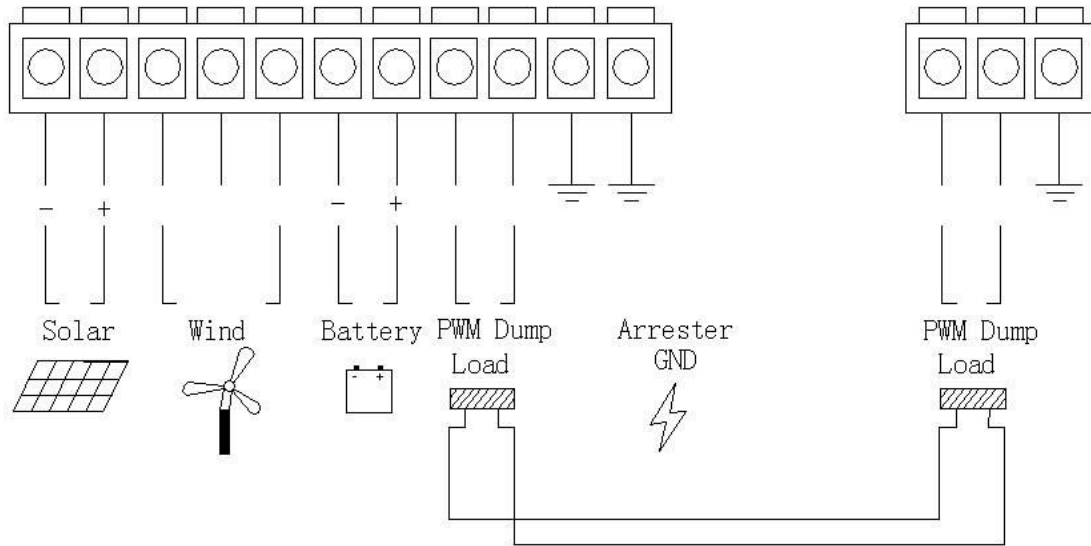 - +
- +
Solar
Wind
Battery
PWM Dump
Load
Arrester
GND
PWM Dump
Load
- +